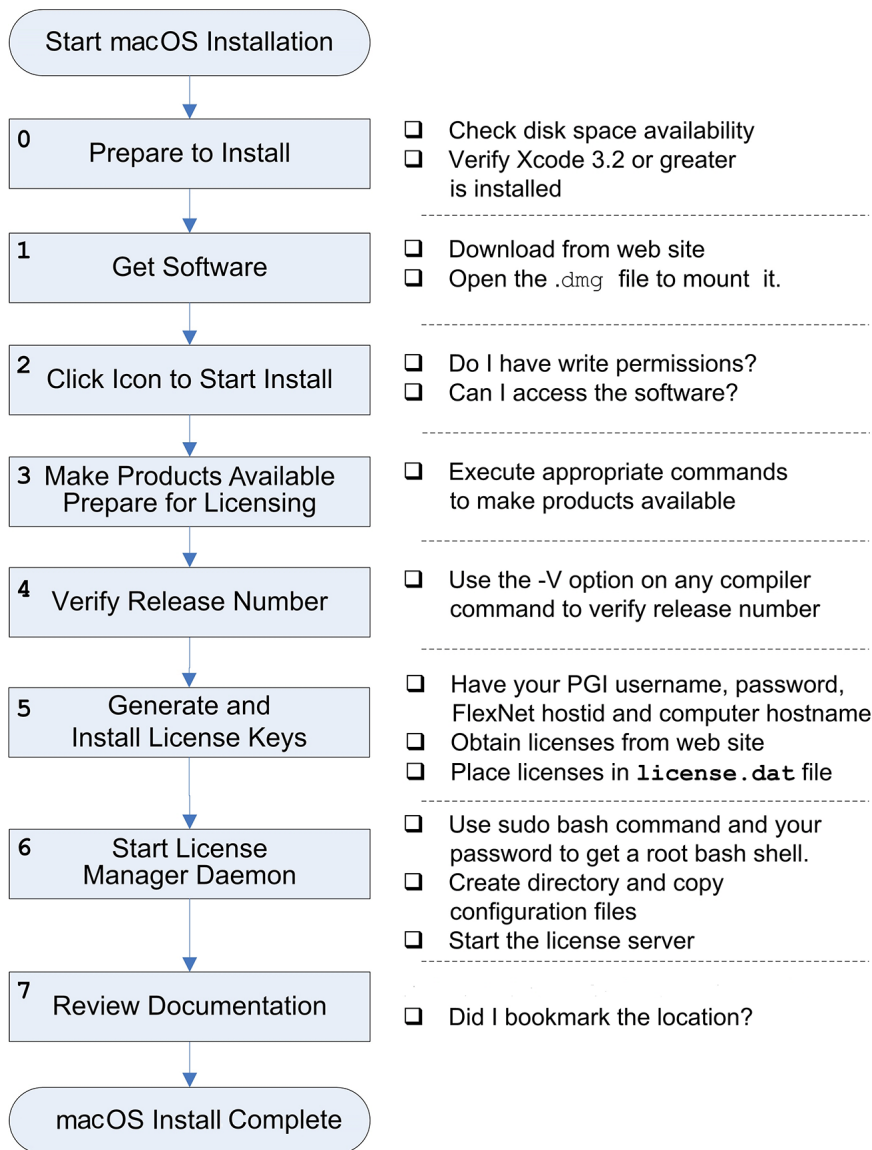 Start macOS Installation
0
Prepare to Install
❑ Check disk space availability
❑ Verify Xcode 3.2 or greater
is installed
1
Get Software
❑ Download from web site
❑ Open the .dmg file to mount it.
2
Click Icon to Start Install
❑ Do I have write permissions?
❑ Can I access the software?
3
Make Products Available
Prepare for Licensing
❑ Execute appropriate commands
to make products available
4
Verify Release Number
❑ Use the -V option on any compiler
command to verify release number
5
Generate and
Install License Keys
❑ Have your PGI username, password,
FlexNet hostid and computer hostname
❑ Obtain licenses from web site
❑ Place licenses in license.dat file
6
Start License
Manager Daemon
❑ Use sudo bash command and your
password to get a root bash shell.
❑ Create directory and copy
configuration files
❑ Start the license server
7
Review Documentation
❑ Did I bookmark the location?
macOS Install Complete